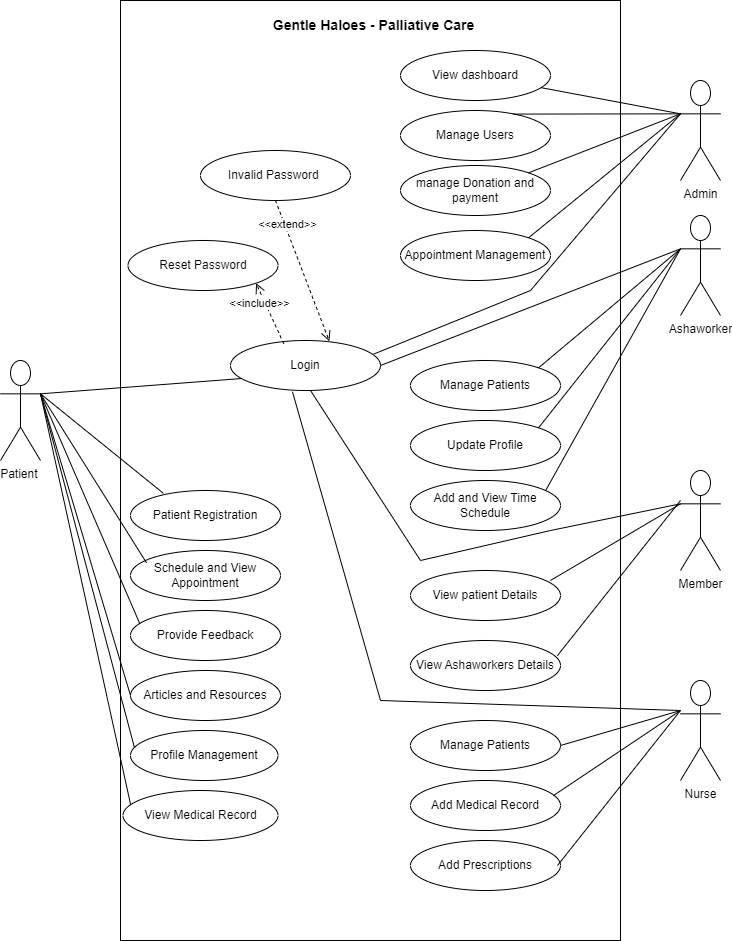 Gentle Haloes - Palliative Care
View dashboard
Manage Users
manage Donation and
payment
Appointment Management
Admin
Invalid Password
<<extend>>
Reset Password
<<include>>
Login
Ashaworker
Patient
Manage Patients
Update Profile
Add and View Time
Schedule
Patient Registration
Schedule and View
Appointment
Provide Feedback
Articles and Resources
Profile Management
View Medical Record
Member
View patient Details
View Ashaworkers Details
Nurse
Manage Patients
Add Medical Record
Add Prescriptions